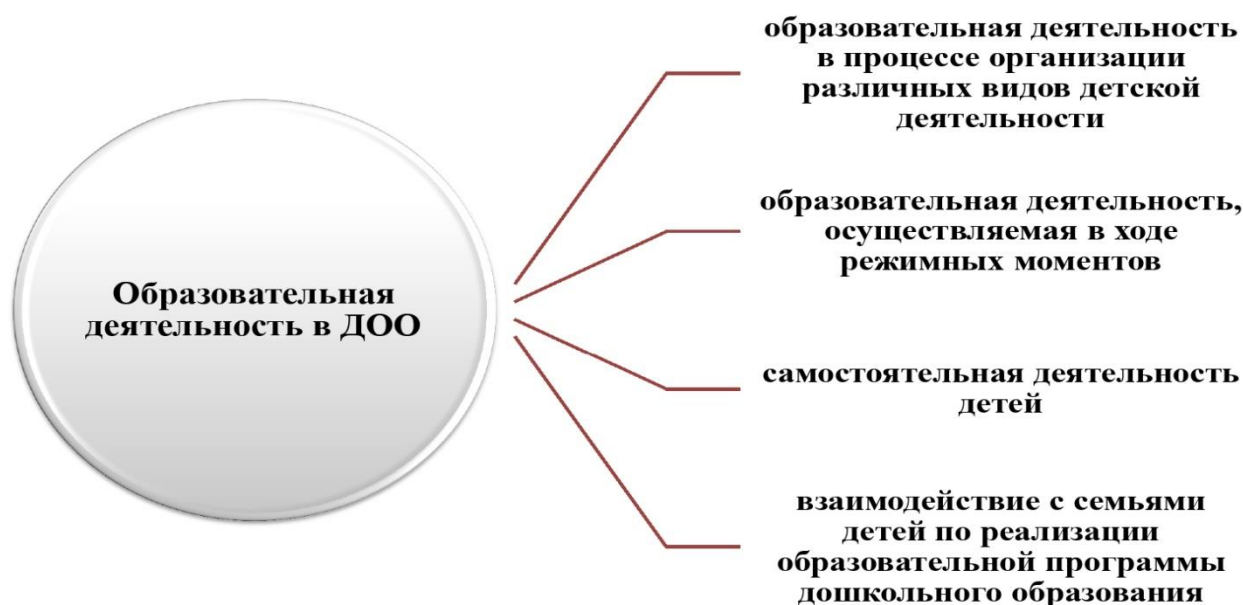 Образовательная
деятельность в ДОО
образовательная деятельность
в процессе организации
различных видов детской
деятельности
образовательная деятельность,
осуществляемая в ходе
режимных моментов
самостоятельная деятельность
детей
взаимодействие с семьями
детей по реализации
образовательной программы
дошкольного образования